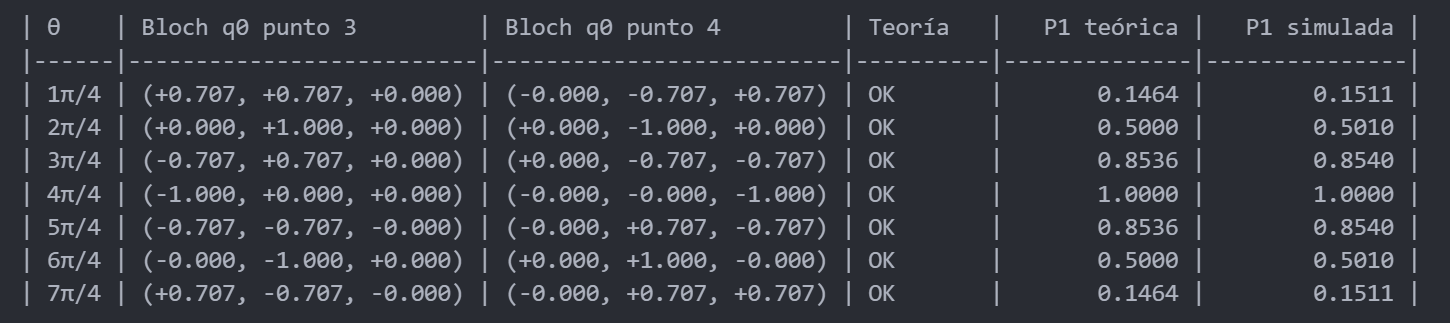 | θ    | Bloch q0 punto 3         | Bloch q0 punto 4         | Teoría   |   P1 teórica |   P1 simulada |
|------|--------------------------|--------------------------|----------|--------------|---------------|
| 1π/4 | (+0.707, +0.707, +0.000) | (-0.000, -0.707, +0.707) | OK       |       0.1464 |        0.1511 |
| 2π/4 | (+0.000, +1.000, +0.000) | (+0.000, -1.000, +0.000) | OK       |       0.5000 |        0.5010 |
| 3π/4 | (-0.707, +0.707, +0.000) | (+0.000, -0.707, -0.707) | OK       |       0.8536 |        0.8540 |
| 4π/4 | (-1.000, +0.000, +0.000) | (-0.000, -0.000, -1.000) | OK       |       1.0000 |        1.0000 |
| 5π/4 | (-0.707, -0.707, -0.000) | (-0.000, +0.707, -0.707) | OK       |       0.8536 |        0.8540 |
| 6π/4 | (-0.000, -1.000, +0.000) | (+0.000, +1.000, -0.000) | OK       |       0.5000 |        0.5010 |
| 7π/4 | (+0.707, -0.707, -0.000) | (-0.000, +0.707, +0.707) | OK       |       0.1464 |        0.1511 |